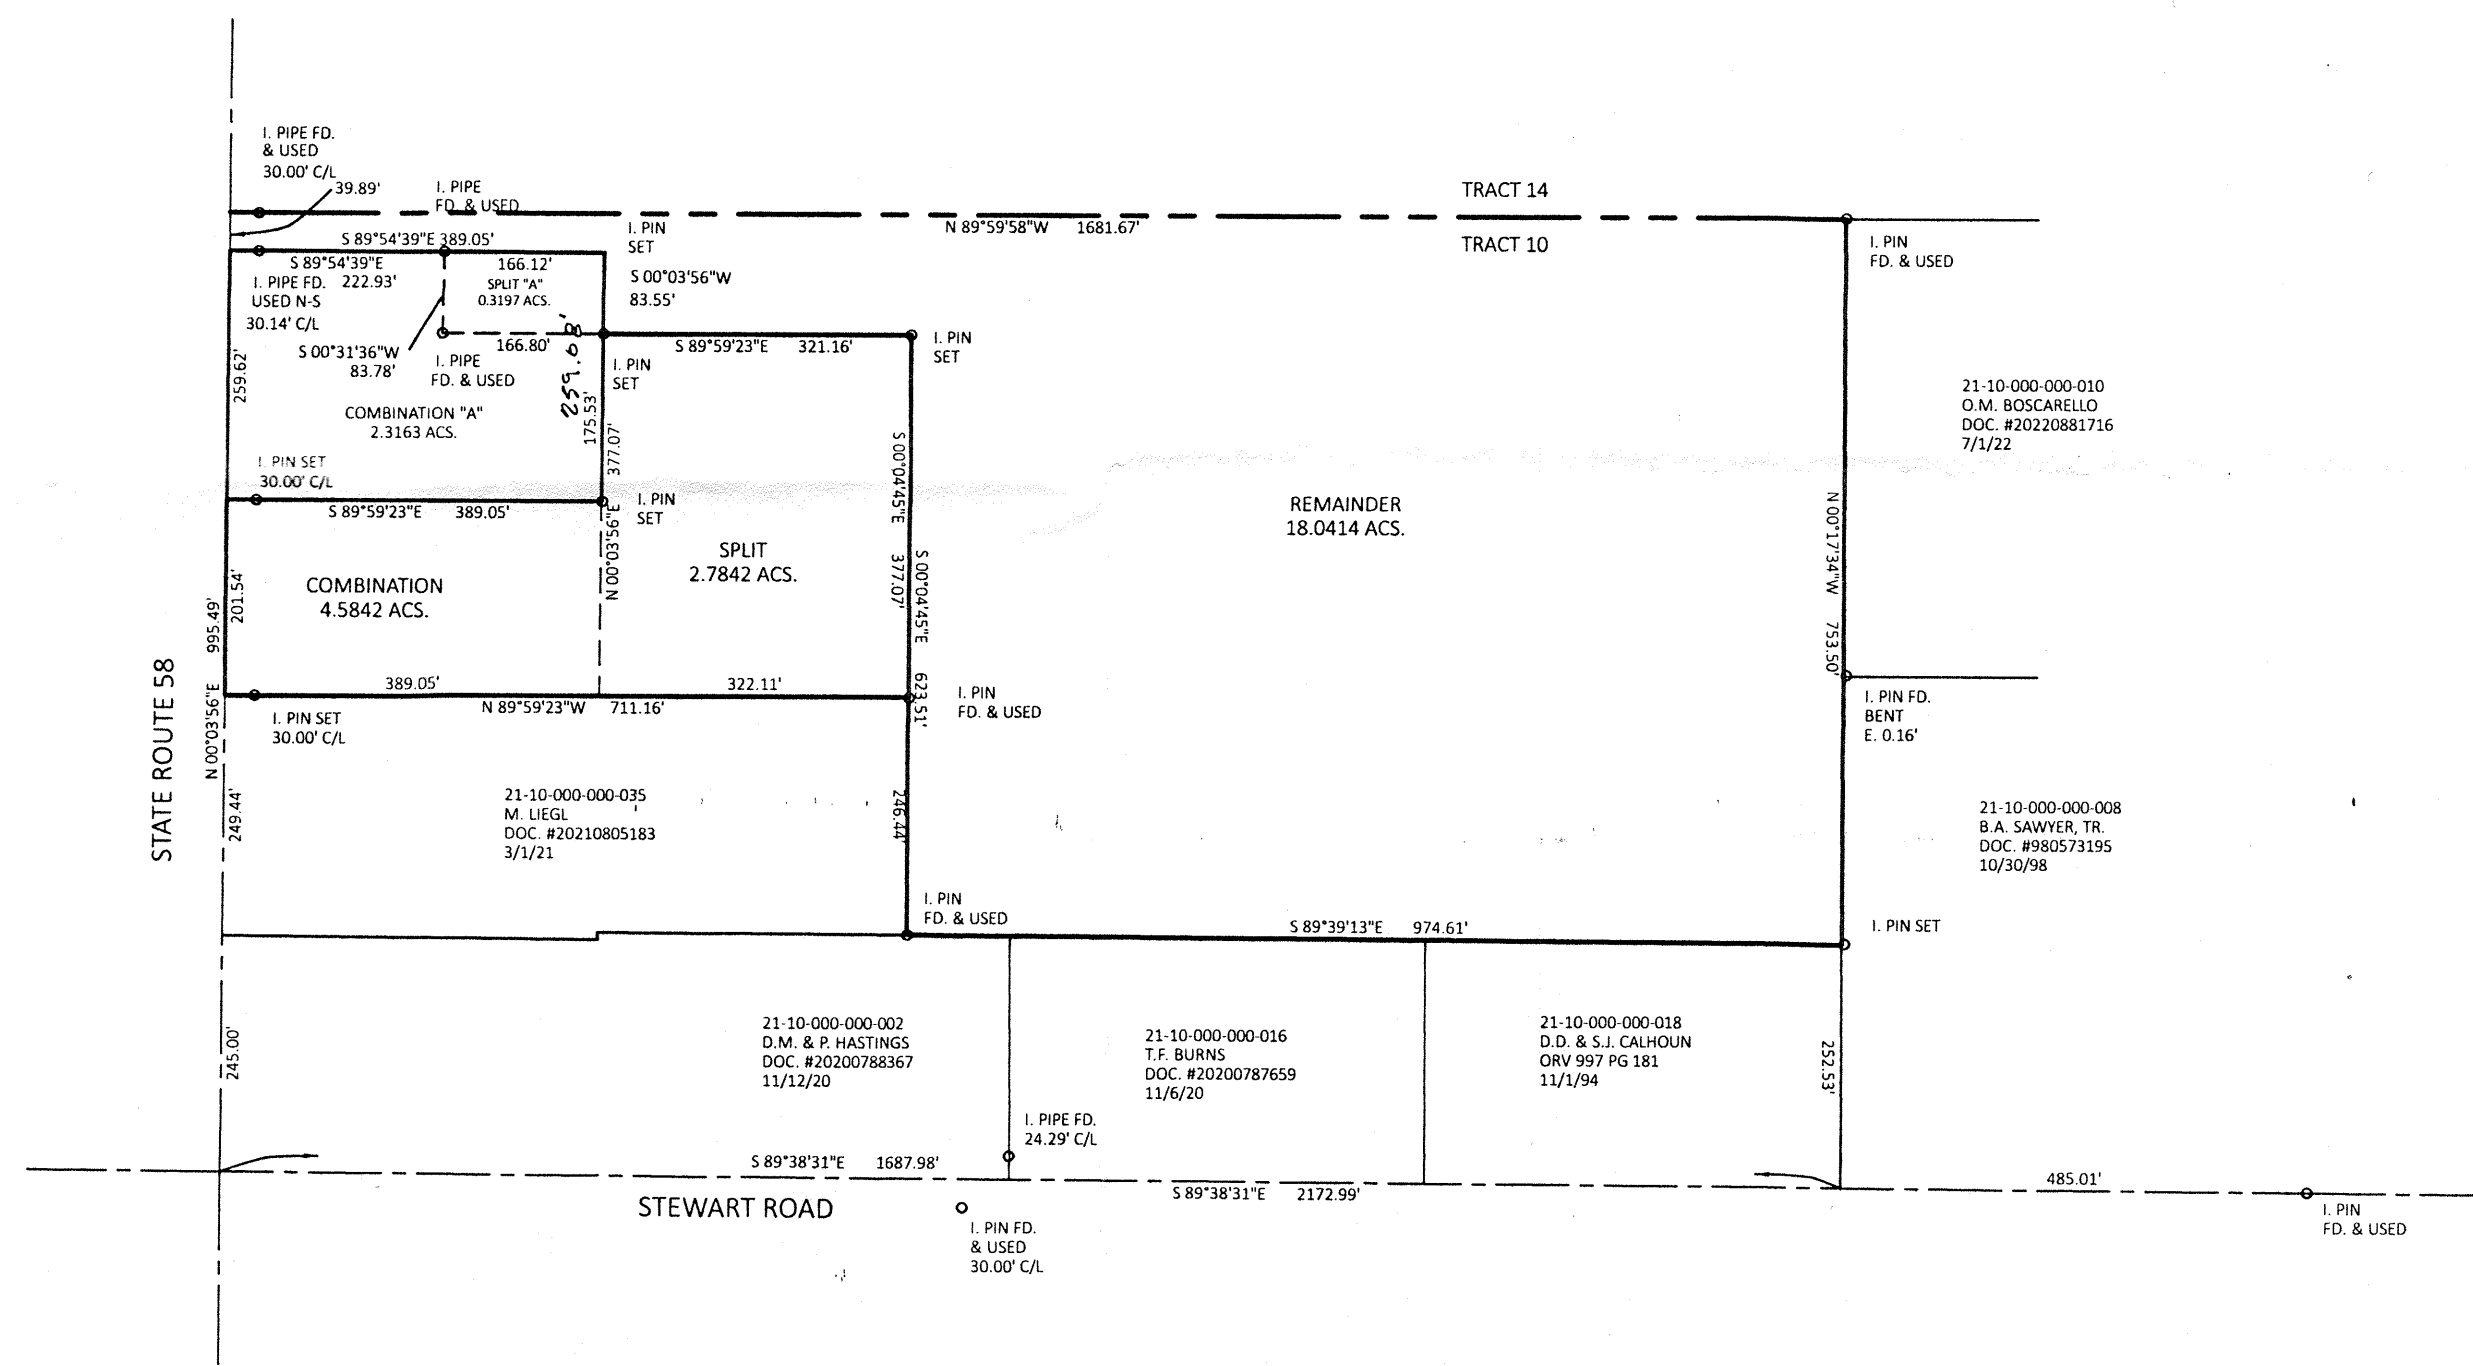 I. PIPE FD.
& USED
30.00' C/L
39.89'
I. PIPE
FD. & USED
TRACT 14
N 89°59'58"W 1681.67'
TRACT 10
I. PIN
SET
I. PIN
FD. & USED
S 89°54'39"E 389.05'
S 89°54'39"E
222.93'
166.12'
SPLIT "A"
0.3197 ACS.
S 00°03'56"W
83.55'
I. PIPE FD.
USED N-S
30.14' C/L
S 00°31'36"W
83.78'
166.80'
I. PIPE
FD. & USED
259.68'
S 89°59'23"E 321.16'
I. PIN
SET
I. PIN
SET
259.62'
COMBINATION "A"
2.3163 ACS.
175.53'
377.07'
N 00°03'56"E
S 00°04'45"E 377.07'
S 00°04'45"E 623.51'
21-10-000-000-010
O.M. BOSCARELLO
DOC. #20220881716
7/1/22
I. PIN SET
30.00' C/L
S 89°59'23"E 389.05'
I. PIN
SET
REMAINDER
18.0414 ACS.
N 00°17'34"W 753.50'
SPLIT
2.7842 ACS.
COMBINATION
4.5842 ACS.
201.54'
N 00°03'56"E 995.49'
STATE ROUTE 58
389.05'
322.11'
N 89°59'23"W 711.16'
I. PIN SET
30.00' C/L
I. PIN
FD. & USED
I. PIN FD.
BENT
E. 0.16'
249.44'
21-10-000-000-035
M. LIEGL
DOC. #20210805183
3/1/21
246.44'
21-10-000-000-008
B.A. SAWYER, TR.
DOC. #980573195
10/30/98
I. PIN
FD. & USED
S 89°39'13"E 974.61'
I. PIN SET
245.00'
21-10-000-000-002
D.M. & P. HASTINGS
DOC. #20200788367
11/12/20
21-10-000-000-016
T.F. BURNS
DOC. #20200787659
11/6/20
21-10-000-000-018
D.D. & S.J. CALHOUN
ORV 997 PG 181
11/1/94
252.53'
I. PIPE FD.
24.29' C/L
S 89°38'31"E 1687.98'
S 89°38'31"E 2172.99'
485.01'
STEWART ROAD
I. PIN FD.
& USED
30.00' C/L
I. PIN
FD. & USED